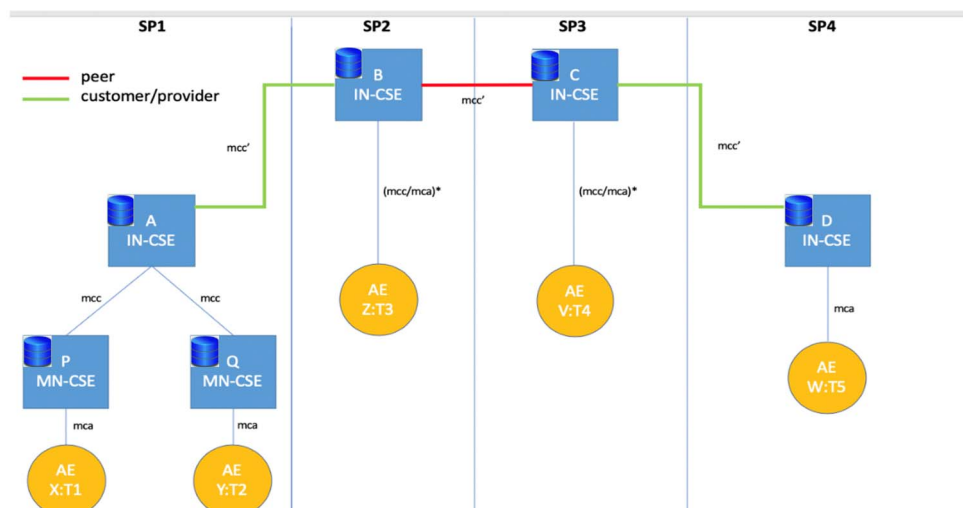 SP1
SP2
SP3
SP4
peer
customer/provider
B
IN-CSE
mcc’
C
IN-CSE
mcc’
mcc’
(mcc/mca)*
(mcc/mca)*
A
IN-CSE
D
IN-CSE
mcc
mcc
AE
Z:T3
AE
V:T4
mca
P
MN-CSE
Q
MN-CSE
AE
W:T5
mca
mca
AE
X:T1
AE
Y:T2